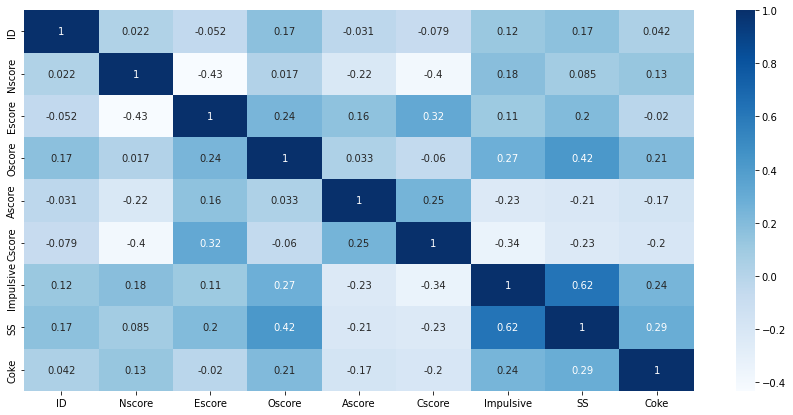 ID 1 0.022 -0.052 0.17 -0.031 -0.079 0.12 0.17 0.042
Nscore 0.022 1 -0.43 0.017 -0.22 -0.4 0.18 0.085 0.13
Escore -0.052 -0.43 1 0.24 0.16 0.32 0.11 0.2 -0.02
Oscore 0.17 0.017 0.24 1 0.033 -0.06 0.27 0.42 0.21
Ascore -0.031 -0.22 0.16 0.033 1 0.25 -0.23 -0.21 -0.17
Cscore -0.079 -0.4 0.32 -0.06 0.25 1 -0.34 -0.23 -0.2
Impulsive 0.12 0.18 0.11 0.27 -0.23 -0.34 1 0.62 0.24
SS 0.17 0.085 0.2 0.42 -0.21 -0.23 0.62 1 0.29
Coke 0.042 0.13 -0.02 0.21 -0.17 -0.2 0.24 0.29 1
ID Nscore Escore Oscore Ascore Cscore Impulsive SS Coke
1.0
0.8
0.6
0.4
0.2
0.0
−0.2
−0.4